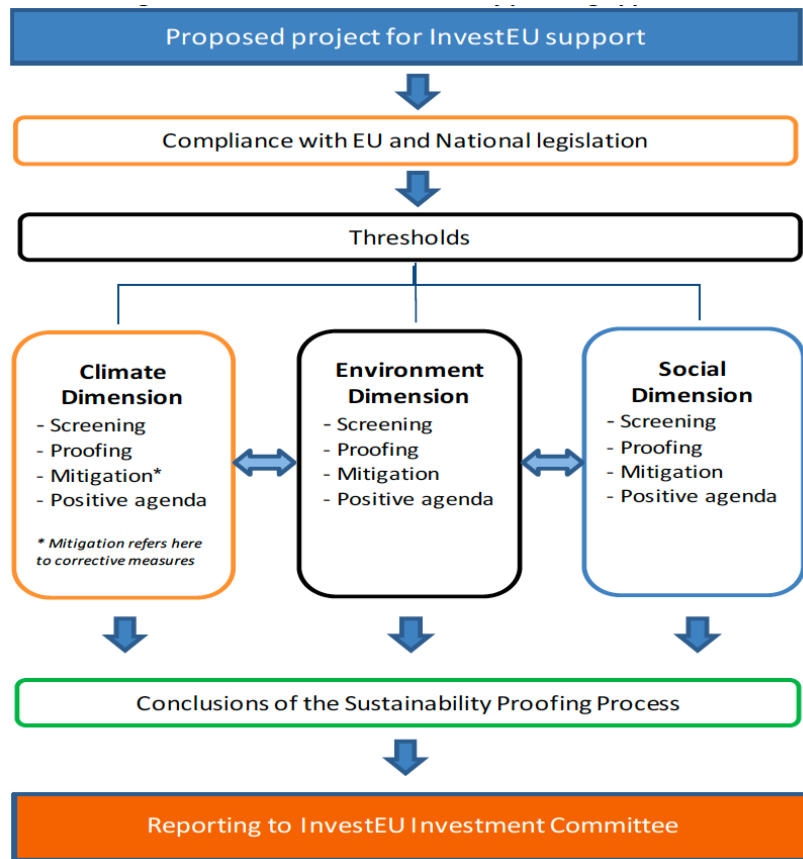 Proposed project for InvestEU support
Compliance with EU and National legislation
Thresholds
Climate
Dimension
- Screening
- Proofing
- Mitigation*
- Positive agenda
* Mitigation refers here
to corrective measures
Environment
Dimension
- Screening
- Proofing
- Mitigation
- Positive agenda
Social
Dimension
- Screening
- Proofing
- Mitigation
- Positive agenda
Conclusions of the Sustainability Proofing Process
Reporting to InvestEU Investment Committee